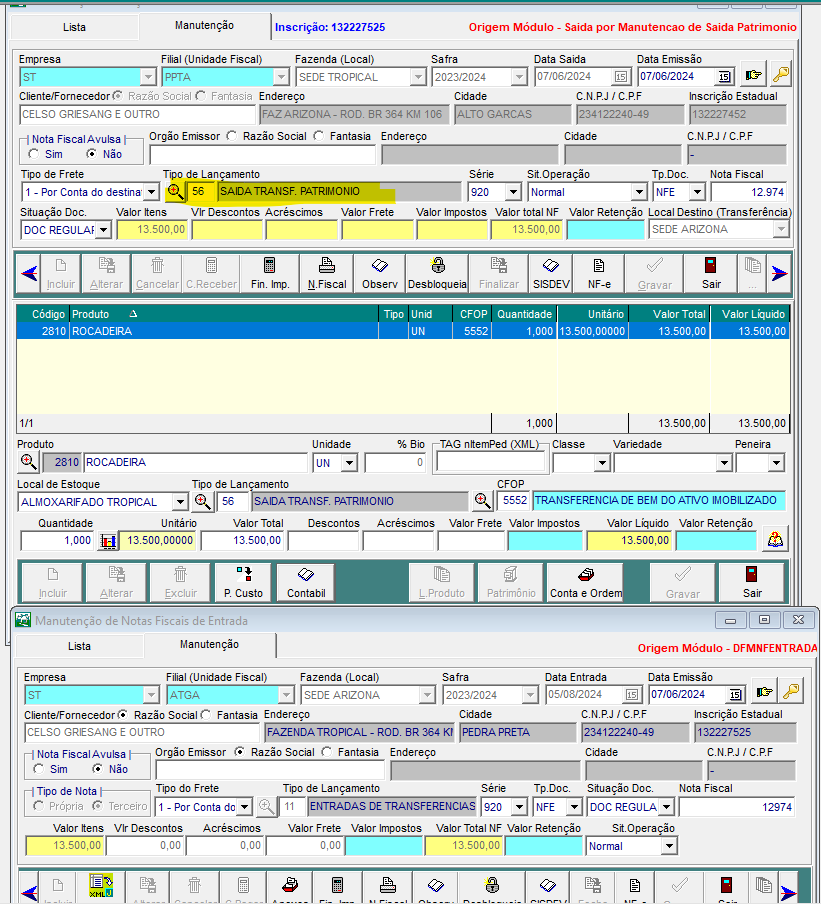 Lista Manutenção Inscrição: 132227525 Origem Módulo - Saida por Manutencao de Saida Patrimonio
Empresa Filial (Unidade Fiscal) Fazenda (Local) Safra Data Saida Data Emissão
ST PPTA SEDE TROPICAL 2023/2024 07/06/2024 15 07/06/2024 15
Cliente/Fornecedor Razão Social Fantasia Endereço Cidade C.N.P.J / C.P.F Inscrição Estadual
CELSO GRIESANG E OUTRO FAZ ARIZONA - ROD. BR 364 KM 106 ALTO GARCAS 234122240-49 132227452
Nota Fiscal Avulsa | Orgão Emissor Razão Social Fantasia Endereço Cidade C.N.P.J / C.P.F
Sim Não -
Tipo de Frete Tipo de Lançamento Série Sit.Operação Tp.Doc. Nota Fiscal
1 - Por Conta do destinat 56 SAIDA TRANSF. PATRIMONIO 920 Normal NFE 12.974
Situação Doc. Valor Itens Vlr Descontos Acréscimos Valor Frete Valor Impostos Valor total NF Valor Retenção Local Destino (Transferência)
DOC REGULAR 13.500,00 13.500,00 SEDE ARIZONA
Incluir Alterar Cancelar C.Receber Fin. Imp. N.Fiscal Observ Desbloqueia Finalizar SISDEV NF-e Gravar Sair ...
Código Produto Tipo Unid CFOP Quantidade Unitário Valor Total Valor Líquido
2810 ROCADEIRA UN 5552 1,000 13.500,00000 13.500,00 13.500,00
1/1 1,000 13.500,00 13.500,00
Produto Unidade % Bio TAG nItemPed (XML) Classe Variedade Peneira
2810 ROCADEIRA UN 0
Local de Estoque Tipo de Lançamento CFOP
ALMOXARIFADO TROPICAL 56 SAIDA TRANSF. PATRIMONIO 5552 TRANSFERENCIA DE BEM DO ATIVO IMOBILIZADO
Quantidade Unitário Valor Total Descontos Acréscimos Valor Frete Valor Impostos Valor Líquido Valor Retenção
1,000 13.500,00000 13.500,00 13.500,00
Incluir Alterar Excluir P. Custo Contabil L.Produto Patrimônio Conta e Ordem Gravar Sair
Manutenção de Notas Fiscais de Entrada
Lista Manutenção Origem Módulo - DFMNFENTRADA
Empresa Filial (Unidade Fiscal) Fazenda (Local) Safra Data Entrada Data Emissão
ST ATGA SEDE ARIZONA 2023/2024 05/08/2024 15 07/06/2024 15
Cliente/Fornecedor Razão Social Fantasia Endereço Cidade C.N.P.J / C.P.F Inscrição Estadual
CELSO GRIESANG E OUTRO FAZENDA TROPICAL - ROD. BR 364 KM PEDRA PRETA 234122240-49 132227525
| Nota Fiscal Avulsa | Orgão Emissor Razão Social Fantasia Endereço Cidade C.N.P.J / C.P.F
Sim Não -
| Tipo de Nota | Tipo do Frete Tipo de Lançamento Série Tp.Doc. Situação Doc. Nota Fiscal
Própria Terceiro 1 - Por Conta do 11 ENTRADAS DE TRANSFERENCIAS 920 NFE DOC REGULA 12974
Valor Itens Vlr Descontos Acréscimos Valor Frete Valor Impostos Valor Total NF Valor Retenção Sit.Operação
13.500,00 0,00 0,00 0,00 13.500,00 Normal
XML